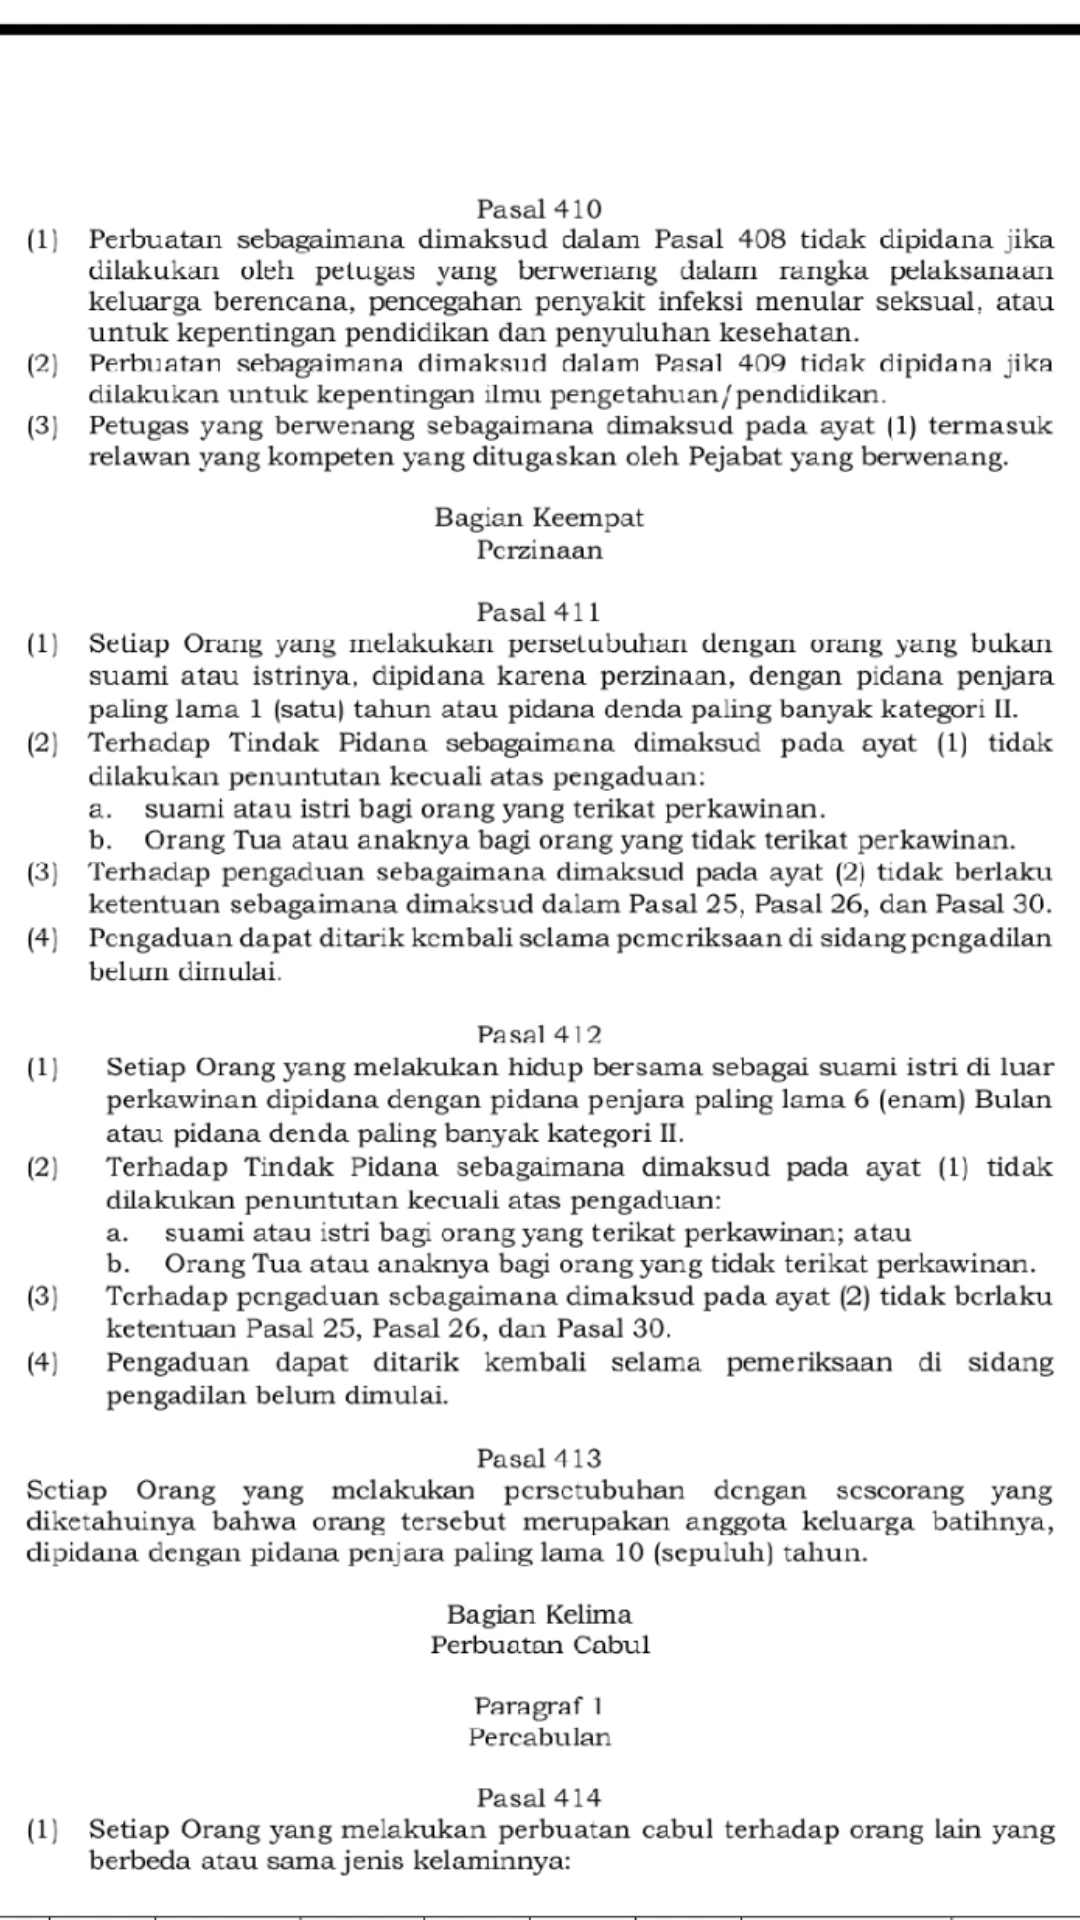 Pasal 410
(1) Perbuatan sebagaimana dimaksud dalam Pasal 408 tidak dipidana jika
dilakukan oleh petugas yang berwenang dalam rangka pelaksanaan
keluarga berencana, pencegahan penyakit infeksi menular seksual, atau
untuk kepentingan pendidikan dan penyuluhan kesehatan.
(2) Perbuatan sebagaimana dimaksud dalam Pasal 409 tidak dipidana jika
dilakukan untuk kepentingan ilmu pengetahuan/pendidikan.
(3) Petugas yang berwenang sebagaimana dimaksud pada ayat (1) termasuk
relawan yang kompeten yang ditugaskan oleh Pejabat yang berwenang.
Bagian Keempat
Perzinaan
Pasal 411
(1) Setiap Orang yang melakukan persetubuhan dengan orang yang bukan
suami atau istrinya, dipidana karena perzinaan, dengan pidana penjara
paling lama 1 (satu) tahun atau pidana denda paling banyak kategori II.
(2) Terhadap Tindak Pidana sebagaimana dimaksud pada ayat (1) tidak
dilakukan penuntutan kecuali atas pengaduan:
a. suami atau istri bagi orang yang terikat perkawinan.
b. Orang Tua atau anaknya bagi orang yang tidak terikat perkawinan.
(3) Terhadap pengaduan sebagaimana dimaksud pada ayat (2) tidak berlaku
ketentuan sebagaimana dimaksud dalam Pasal 25, Pasal 26, dan Pasal 30.
(4) Pengaduan dapat ditarik kembali selama pemeriksaan di sidang pengadilan
belum dimulai.
Pasal 412
(1) Setiap Orang yang melakukan hidup bersama sebagai suami istri di luar
perkawinan dipidana dengan pidana penjara paling lama 6 (enam) Bulan
atau pidana denda paling banyak kategori II.
(2) Terhadap Tindak Pidana sebagaimana dimaksud pada ayat (1) tidak
dilakukan penuntutan kecuali atas pengaduan:
a. suami atau istri bagi orang yang terikat perkawinan; atau
b. Orang Tua atau anaknya bagi orang yang tidak terikat perkawinan.
(3) Terhadap pengaduan sebagaimana dimaksud pada ayat (2) tidak berlaku
ketentuan Pasal 25, Pasal 26, dan Pasal 30.
(4) Pengaduan dapat ditarik kembali selama pemeriksaan di sidang
pengadilan belum dimulai.
Pasal 413
Setiap Orang yang melakukan persetubuhan dengan seseorang yang
diketahuinya bahwa orang tersebut merupakan anggota keluarga batihnya,
dipidana dengan pidana penjara paling lama 10 (sepuluh) tahun.
Bagian Kelima
Perbuatan Cabul
Paragraf 1
Percabulan
Pasal 414
(1) Setiap Orang yang melakukan perbuatan cabul terhadap orang lain yang
berbeda atau sama jenis kelaminnya: